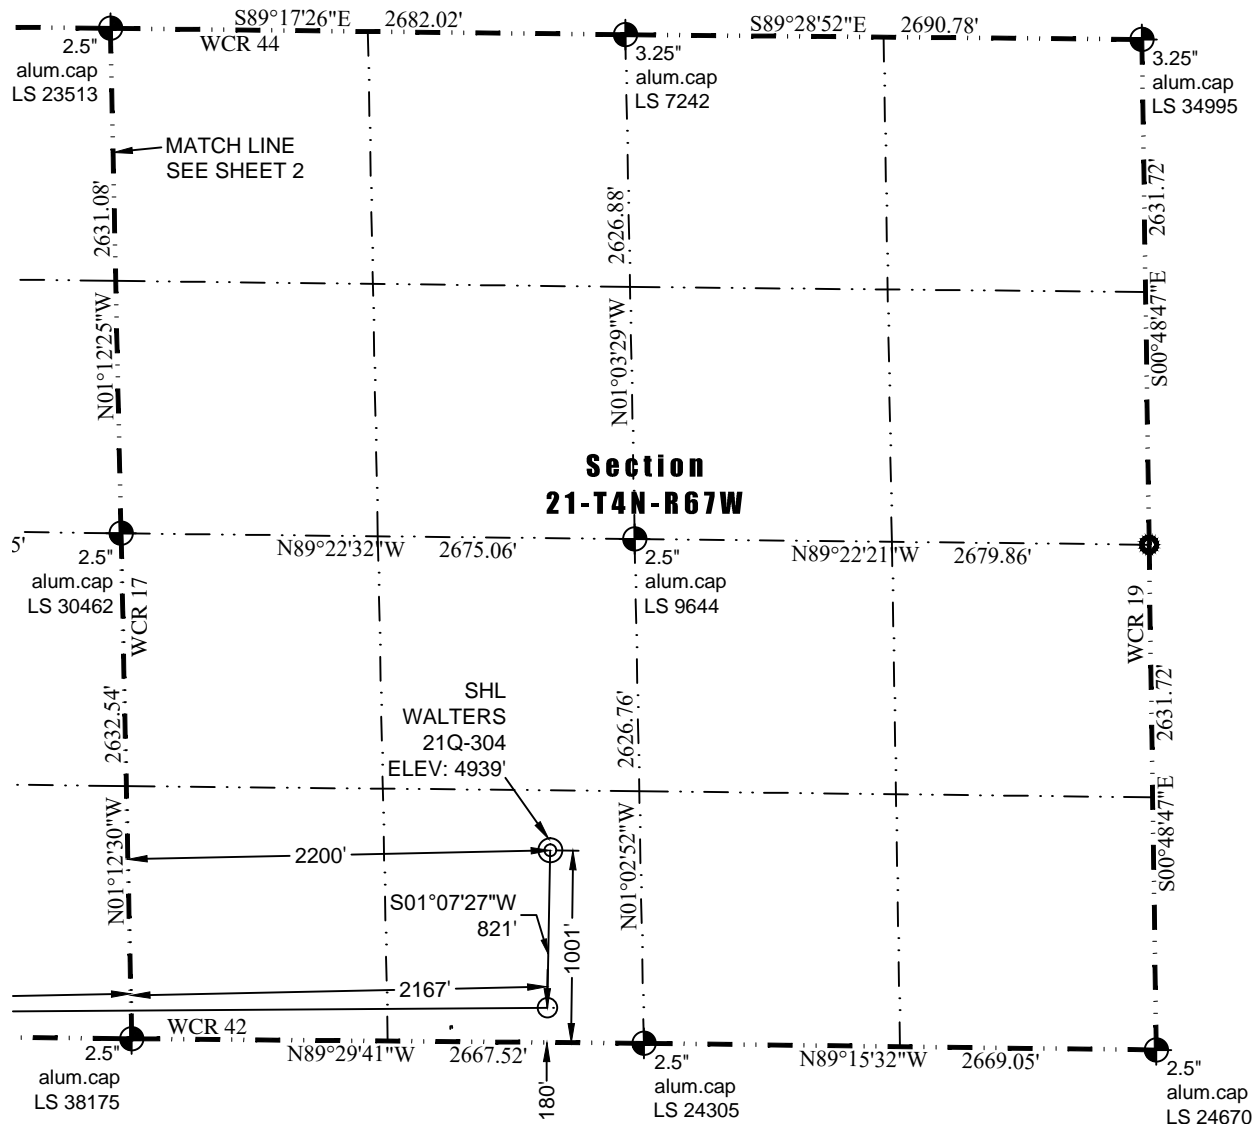 S89°17'26"E 2682.02'
S89°28'52"E 2690.78'
WCR 44
2.5"
alum.cap
LS 23513
3.25"
alum.cap
LS 7242
3.25"
alum.cap
LS 34995
MATCH LINE
SEE SHEET 2
2631.08'
N01°12'25"W
2626.88'
N01°03'29"W
2631.72'
S00°48'47"E
Section
21-T4N-R67W
5'
2.5"
alum.cap
LS 30462
N89°22'32"W 2675.06'
2.5"
alum.cap
LS 9644
N89°22'21"W 2679.86'
WCR 17
WCR 19
2632.54'
N01°12'30"W
SHL
WALTERS
21Q-304
ELEV: 4939'
2626.76'
N01°02'52"W
2631.72'
S00°48'47"E
2200'
S01°07'27"W
821'
1001'
2167'
WCR 42
2.5"
alum.cap
LS 38175
N89°29'41"W 2667.52'
180'
2.5"
alum.cap
LS 24305
N89°15'32"W 2669.05'
2.5"
alum.cap
LS 24670